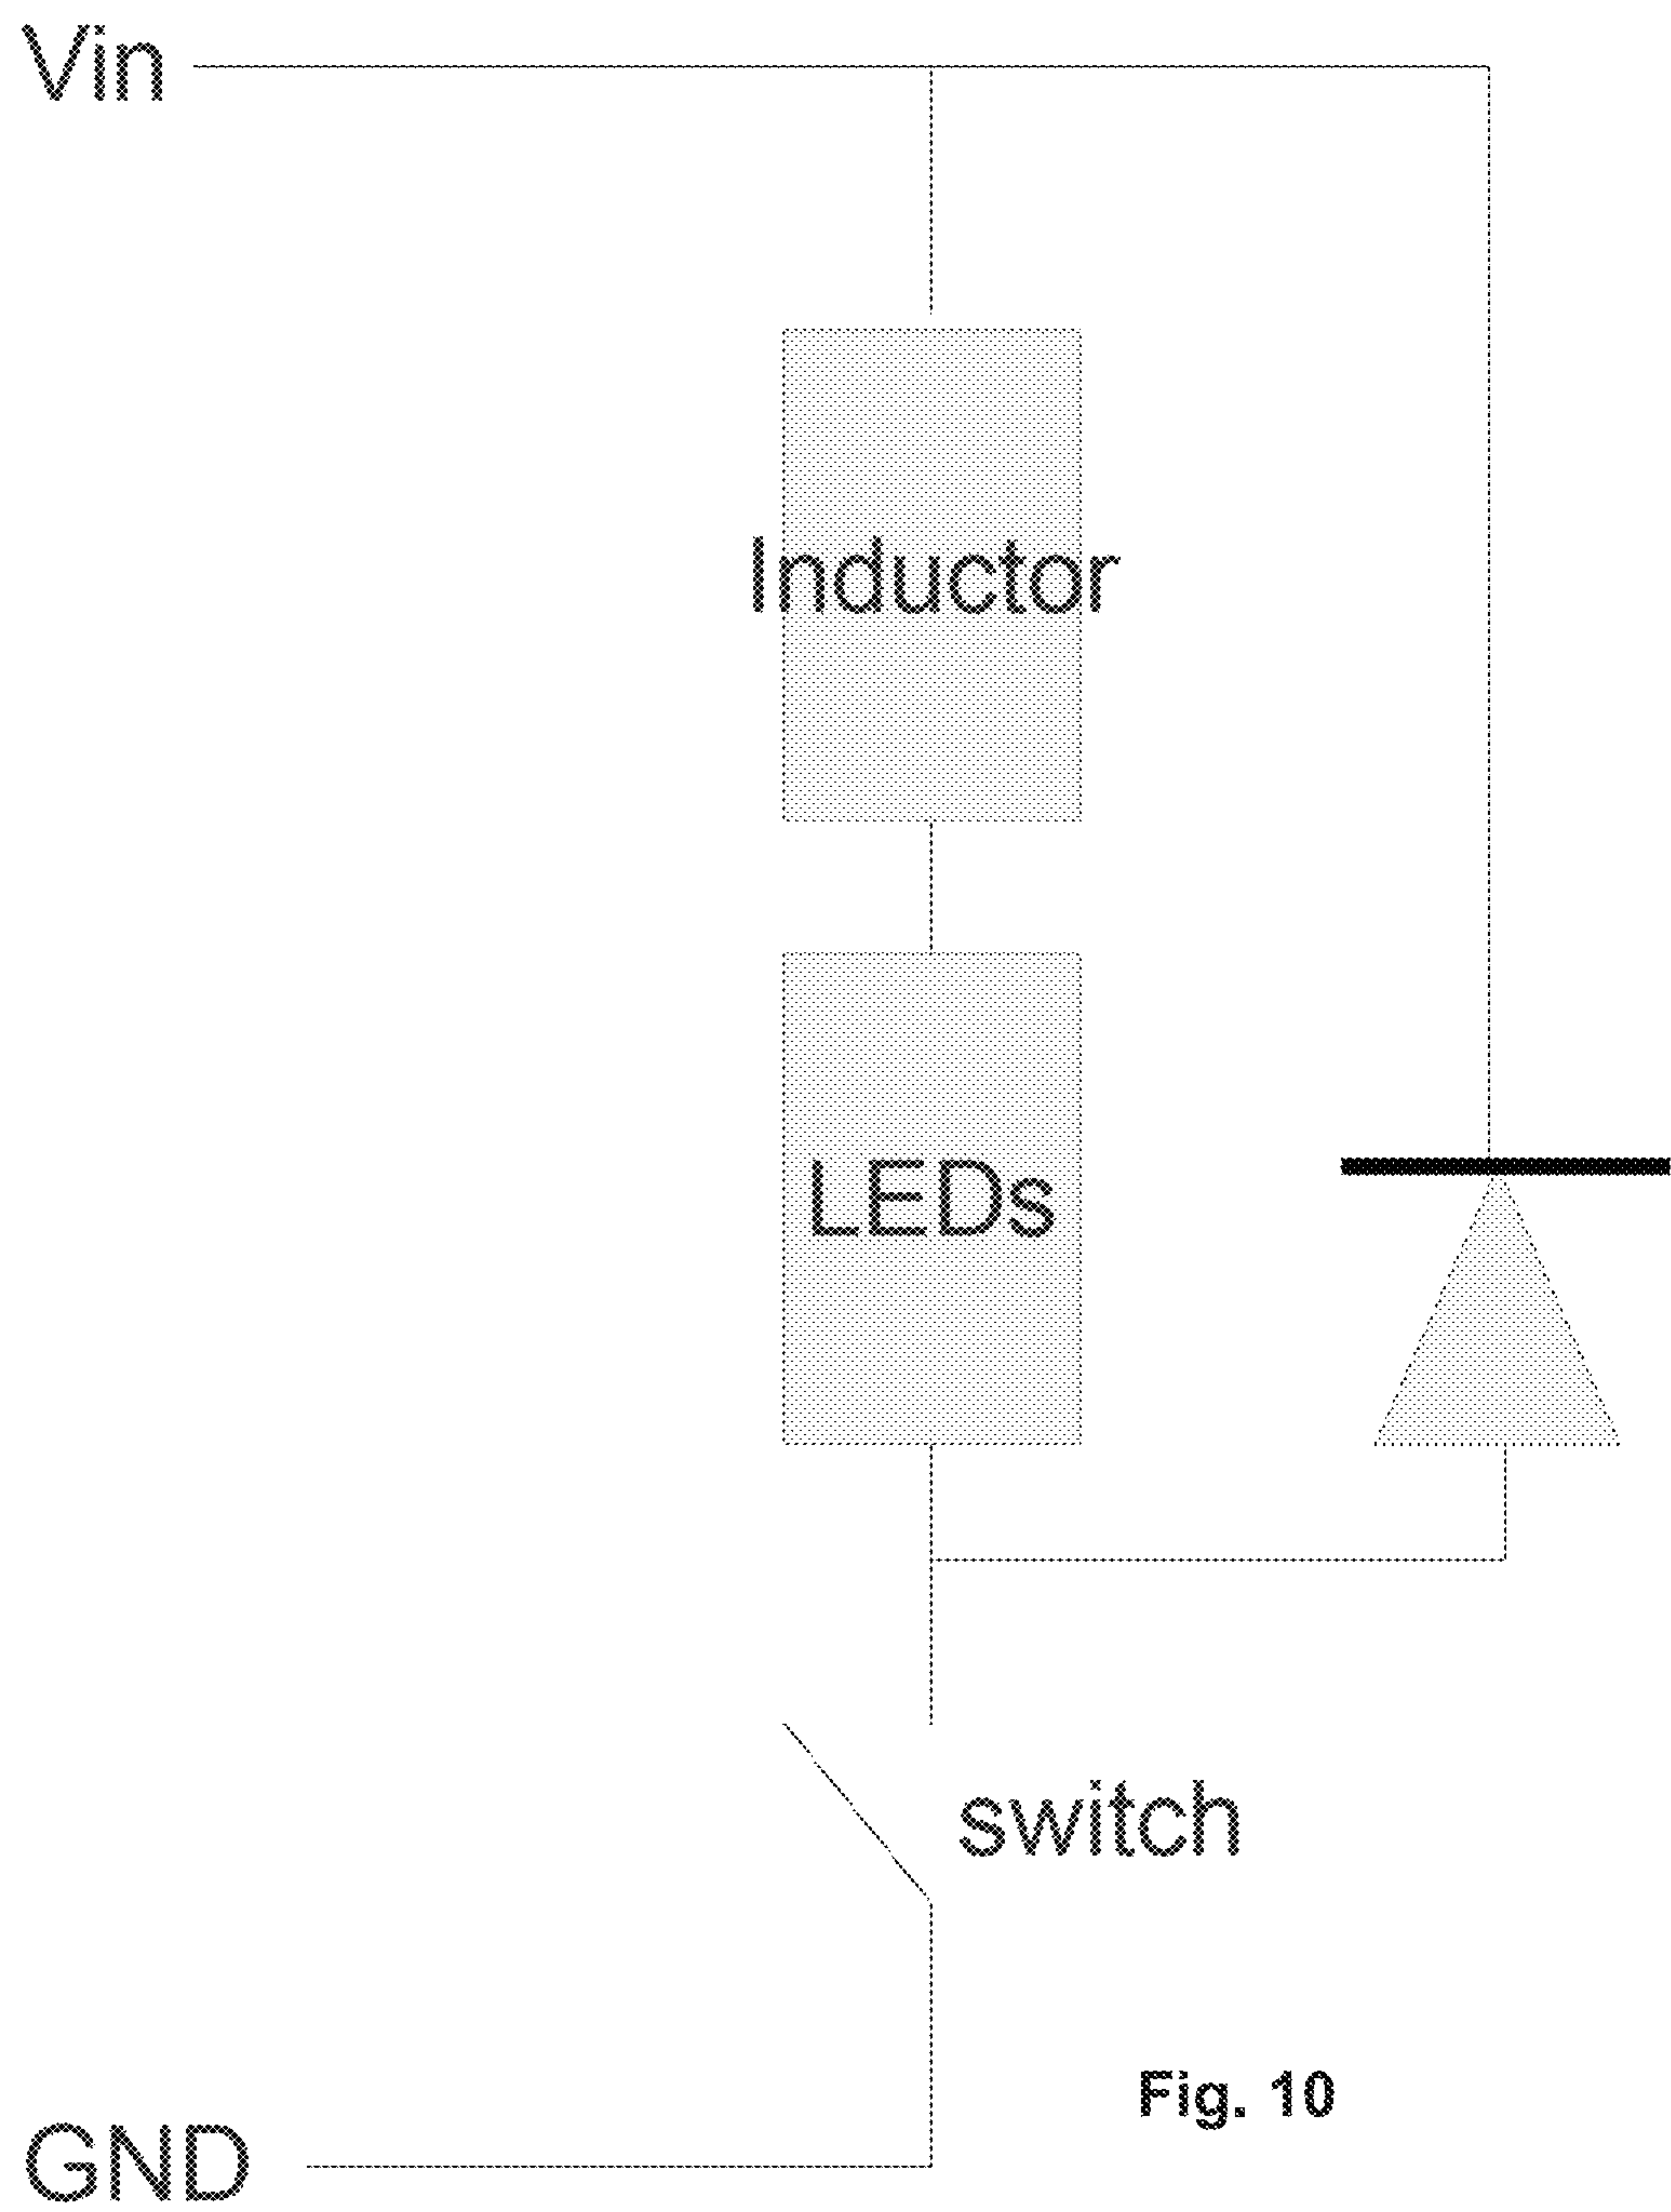 Vin
Inductor
LEDs
switch
Fig. 10
GND